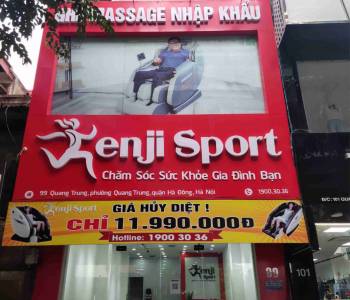 GHẾ MASSAGE NHẬP KHẨU
Kenji Sport
Chăm Sóc Sức Khỏe Gia Đình Bạn
99 Quang Trung, phường Quang Trung, quận Hà Đông, Hà Nội
1900.30.36
Kenji Sport
GIÁ HỦY DIỆT !
CHỈ 11.990.000Đ
Hotline: 1900 30 36
Kenji Sport
99
101